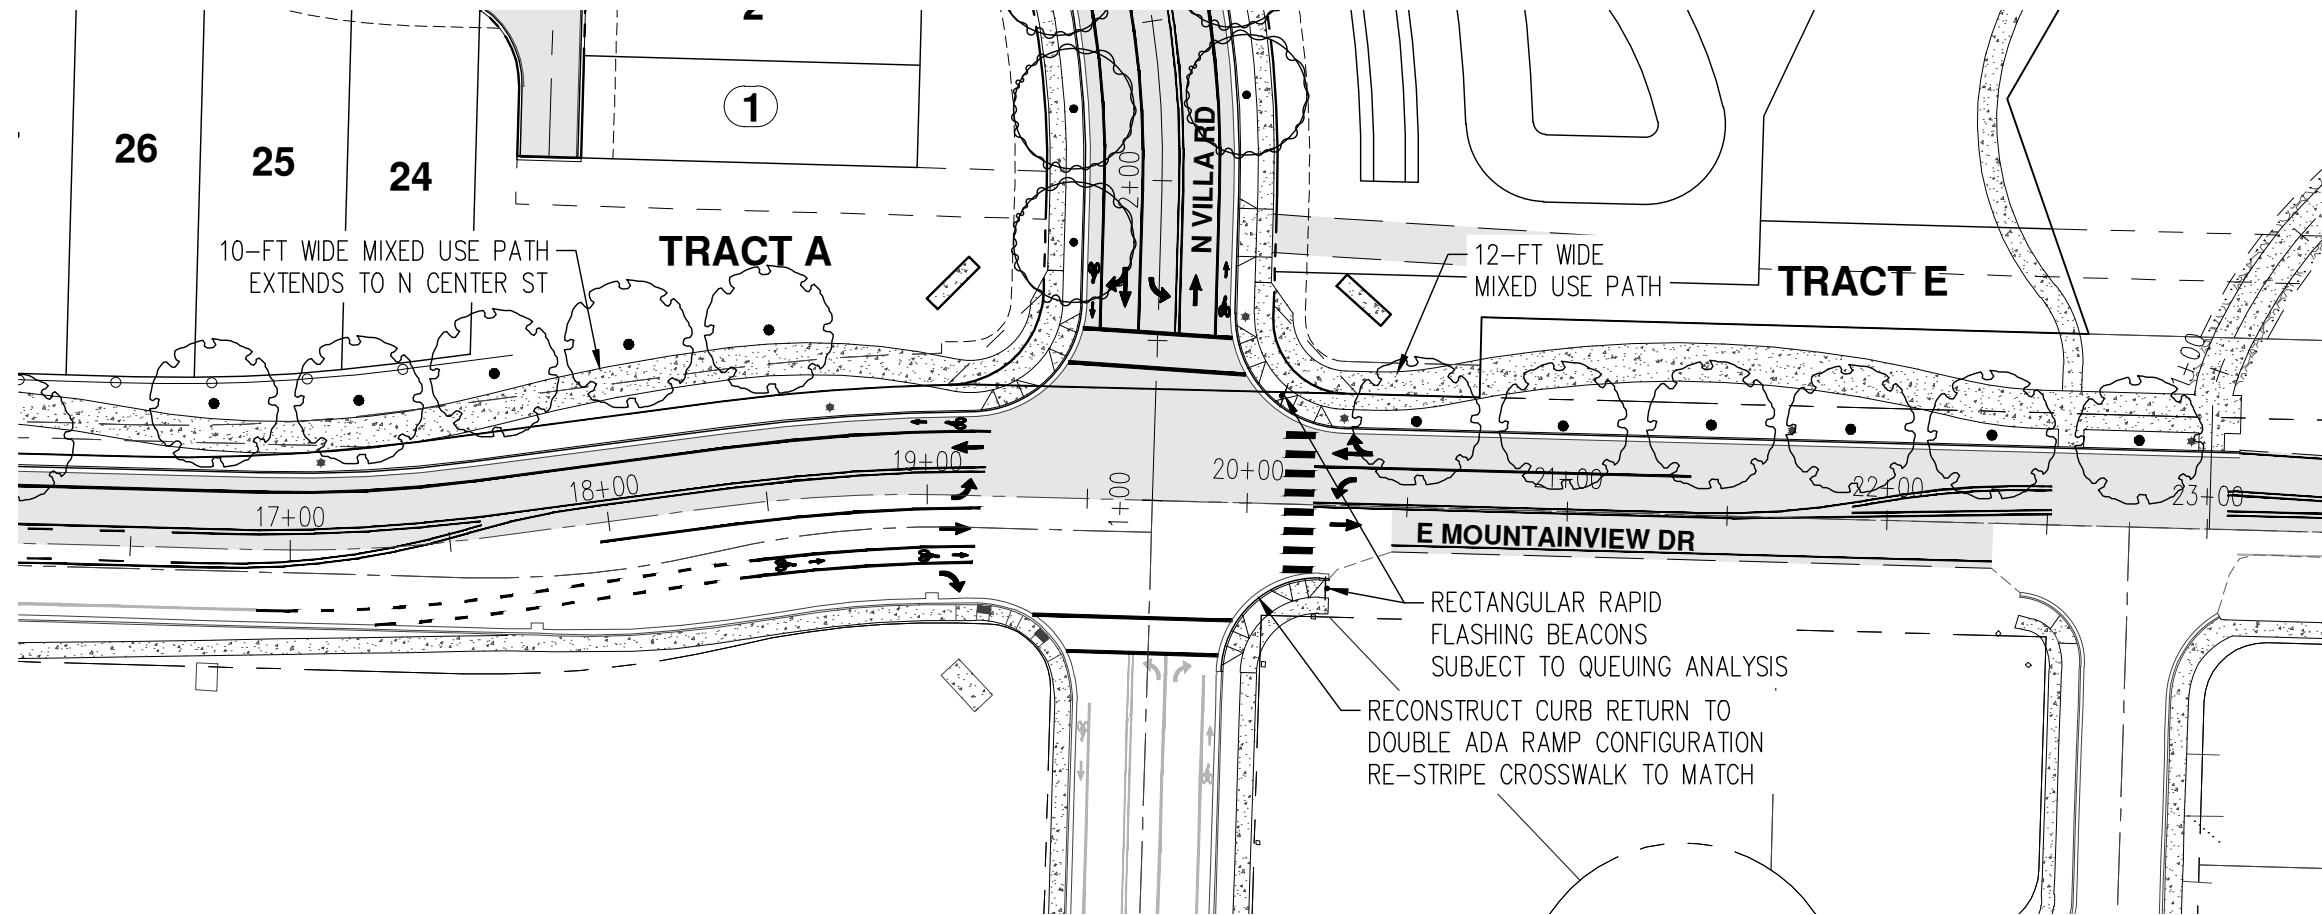 2
1
26
25
24
N VILLA RD
2+00
TRACT A
10-FT WIDE MIXED USE PATH
EXTENDS TO N CENTER ST
12-FT WIDE
MIXED USE PATH
TRACT E
1+00
19+00
20+00
21+00
22+00
23+00
18+00
17+00
1+00
E MOUNTAINVIEW DR
RECTANGULAR RAPID
FLASHING BEACONS
SUBJECT TO QUEUING ANALYSIS
RECONSTRUCT CURB RETURN TO
DOUBLE ADA RAMP CONFIGURATION
RE-STRIPE CROSSWALK TO MATCH